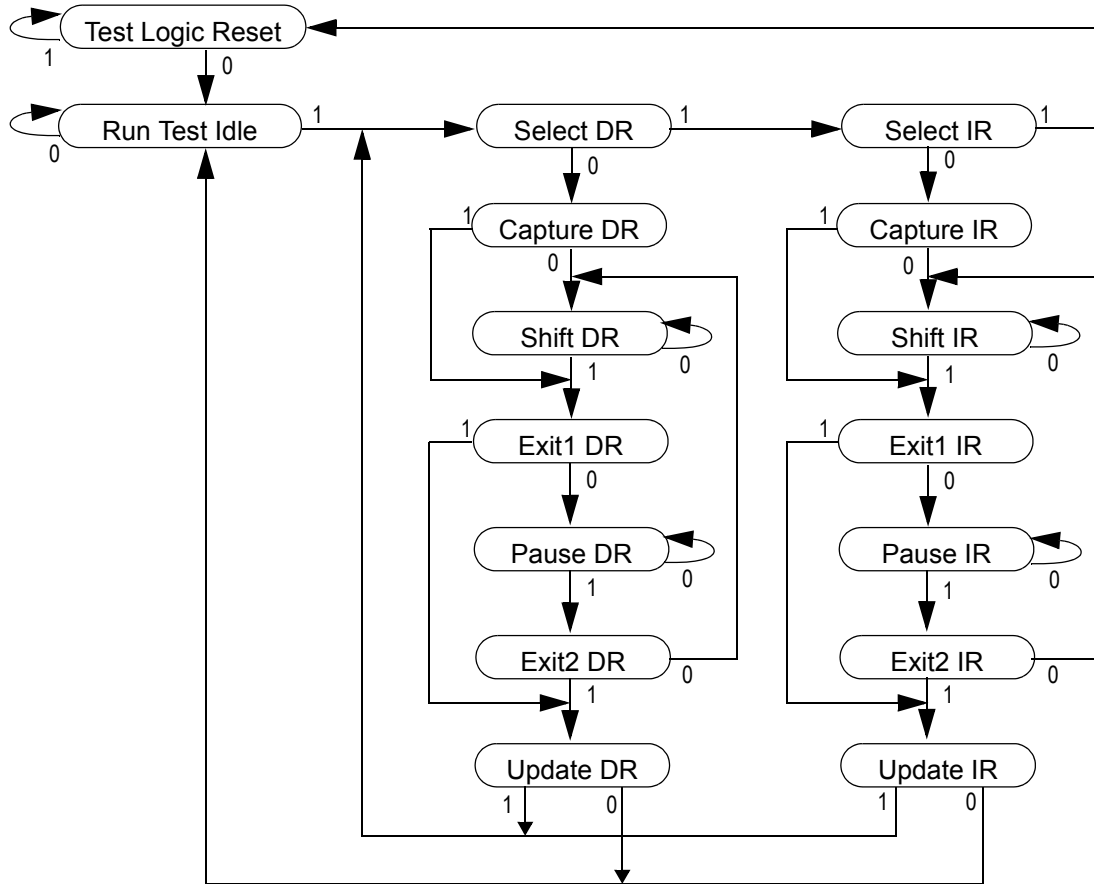 Test Logic Reset
1
0
Run Test Idle
1
0
Select DR
1
0
Select IR
1
0
1
Capture DR
0
1
Capture IR
0
Shift DR
0
1
Shift IR
0
1
1
Exit1 DR
0
1
Exit1 IR
0
Pause DR
0
1
Pause IR
0
1
Exit2 DR
0
1
Exit2 IR
0
1
Update DR
1
0
Update IR
1
0